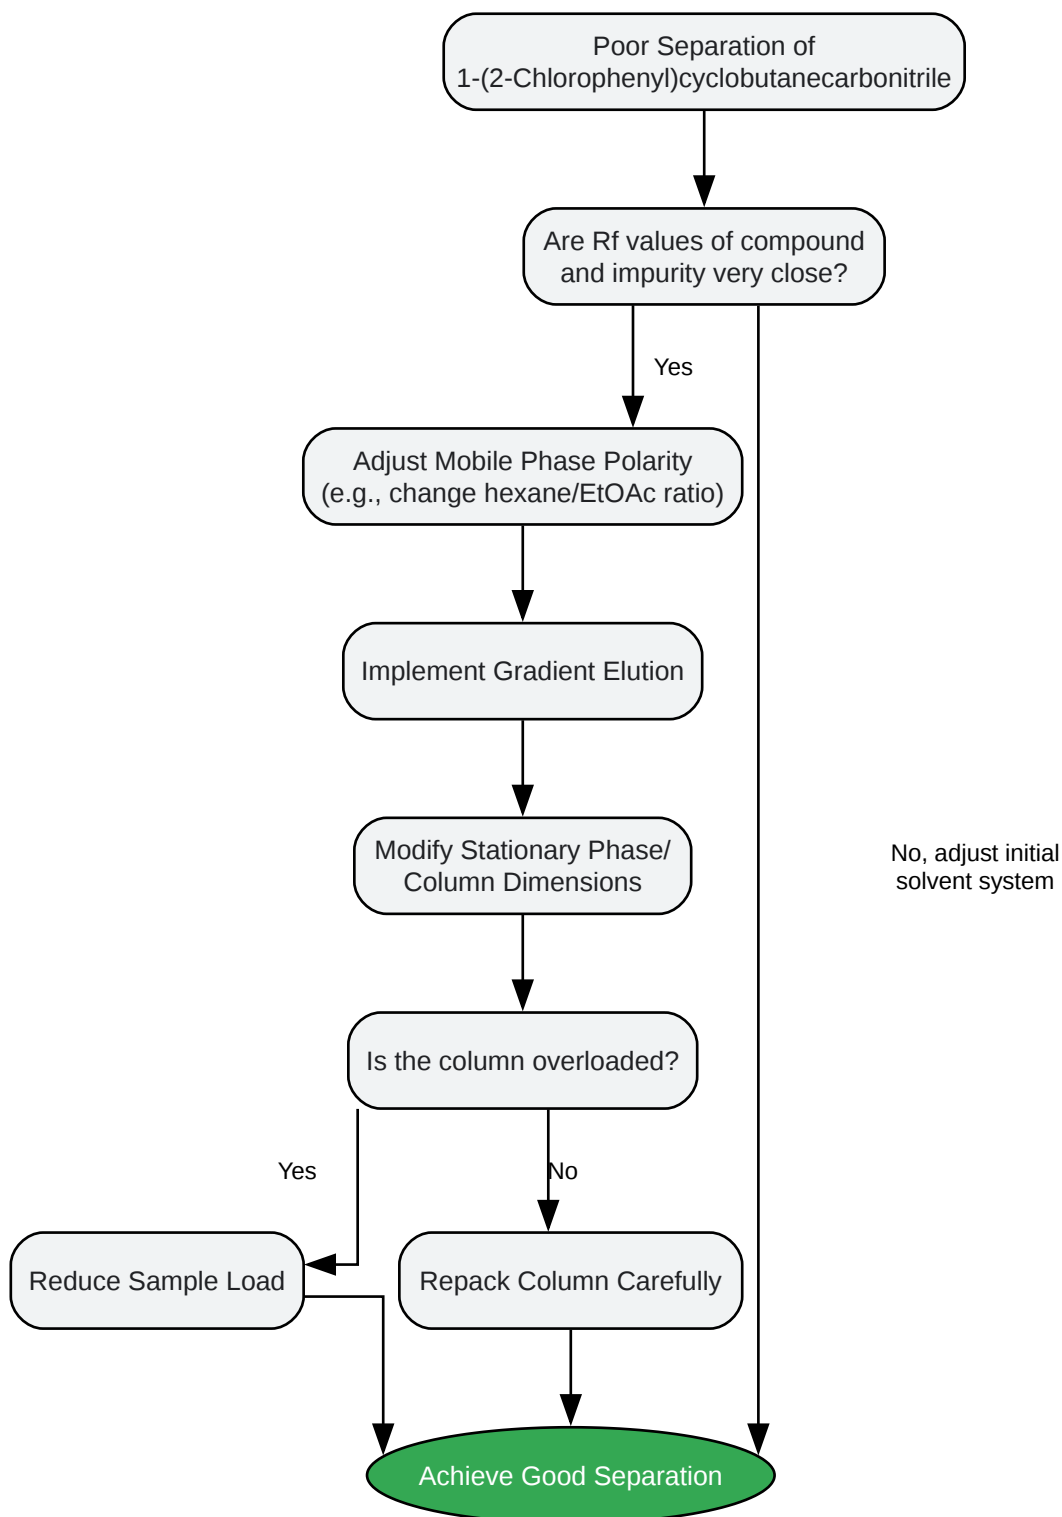 Poor Separation of
1-(2-Chlorophenyl)cyclobutanecarbonitrile
Are Rf values of compound
and impurity very close?
Yes
Adjust Mobile Phase Polarity
(e.g., change hexane/EtOAc ratio)
Implement Gradient Elution
Modify Stationary Phase/
Column Dimensions
No, adjust initial
solvent system
Is the column overloaded?
Yes
No
Reduce Sample Load
Repack Column Carefully
Achieve Good Separation